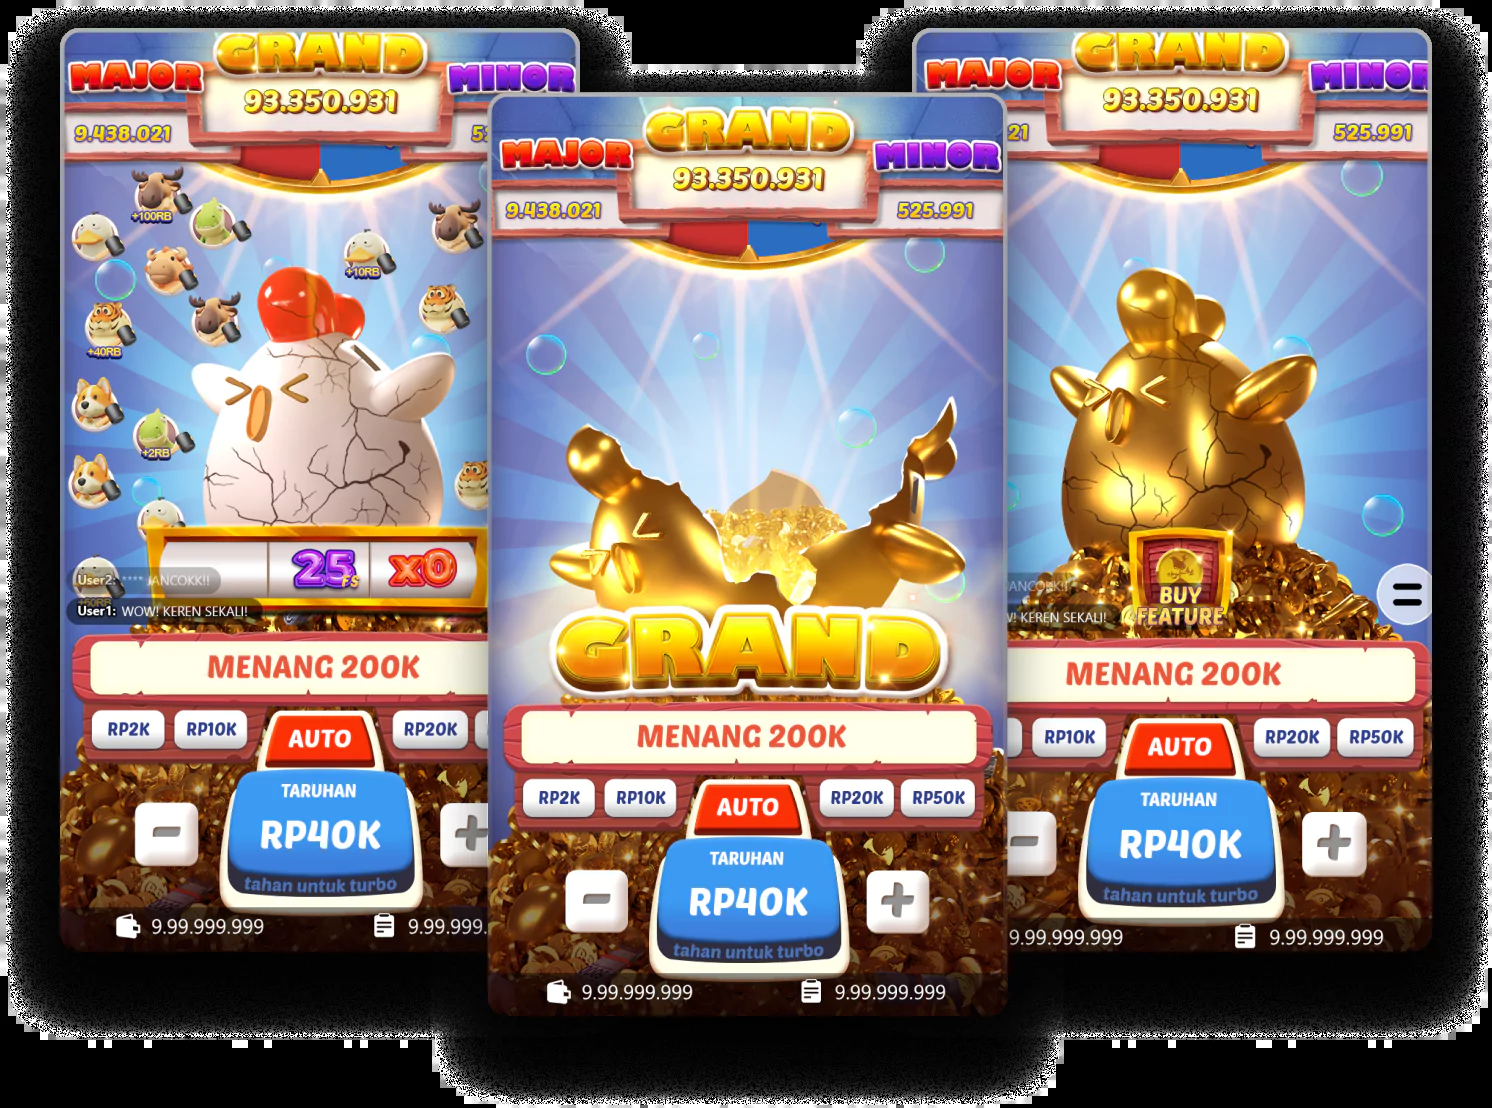 GRAND
MAJOR
MINOR
93.350.931
9.438.021
+100RB
+10RB
+40RB
+2RB
25FS
x0
User2: **** JANCOKK!!
User1: WOW! KEREN SEKALI!
MENANG 200K
RP2K
RP10K
AUTO
RP20K
TARUHAN
RP40K
tahan untuk turbo
9.99.999.999
9.99.999.
GRAND
MAJOR
MINOR
93.350.931
9.438.021
525.991
GRAND
MENANG 200K
RP2K
RP10K
AUTO
RP20K
RP50K
TARUHAN
RP40K
tahan untuk turbo
9.99.999.999
9.99.999.999
GRAND
MAJOR
MINOR
93.350.931
21
525.991
BUY
FEATURE
KEREN SEKALI!
MENANG 200K
RP10K
AUTO
RP20K
RP50K
TARUHAN
RP40K
tahan untuk turbo
9.99.999.999
9.99.999.999